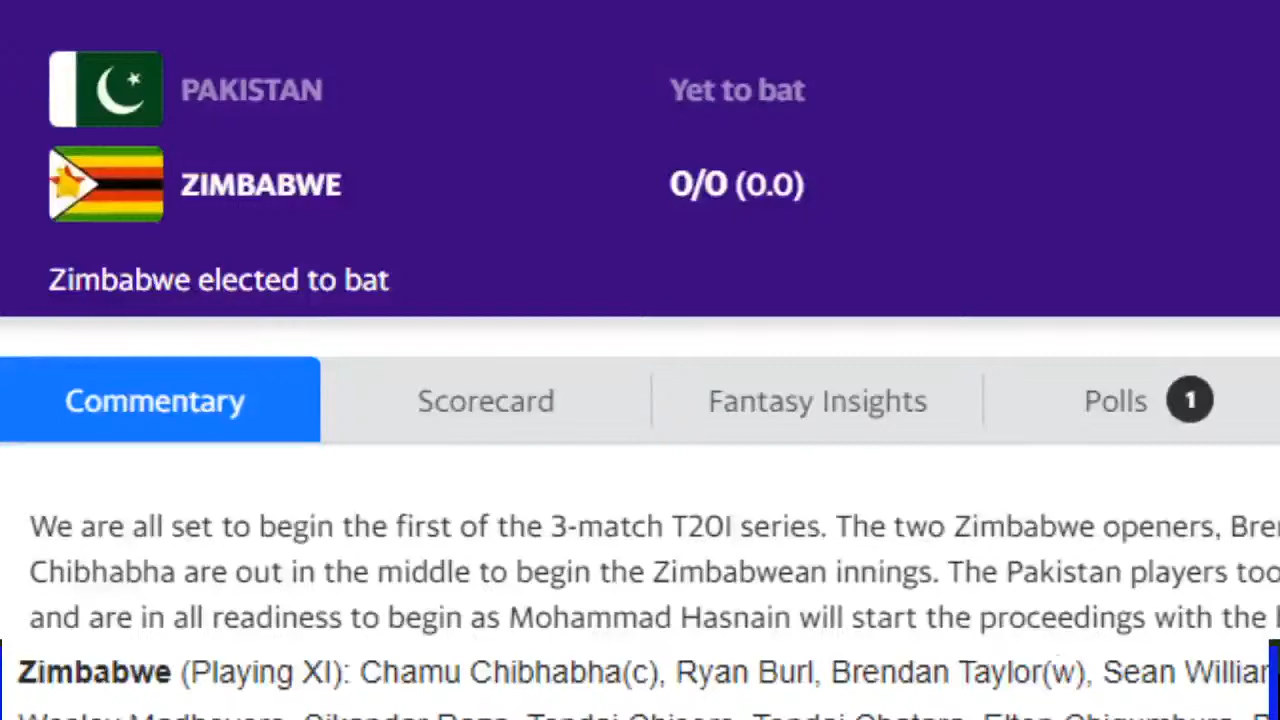 PAKISTAN Yet to bat
ZIMBABWE 0/0 (0.0)
Zimbabwe elected to bat
Commentary Scorecard Fantasy Insights Polls 1
We are all set to begin the first of the 3-match T20I series. The two Zimbabwe openers, Bre
Chibhabha are out in the middle to begin the Zimbabwean innings. The Pakistan players too
and are in all readiness to begin as Mohammad Hasnain will start the proceedings with the
Zimbabwe (Playing XI): Chamu Chibhabha(c), Ryan Burl, Brendan Taylor(w), Sean Willia